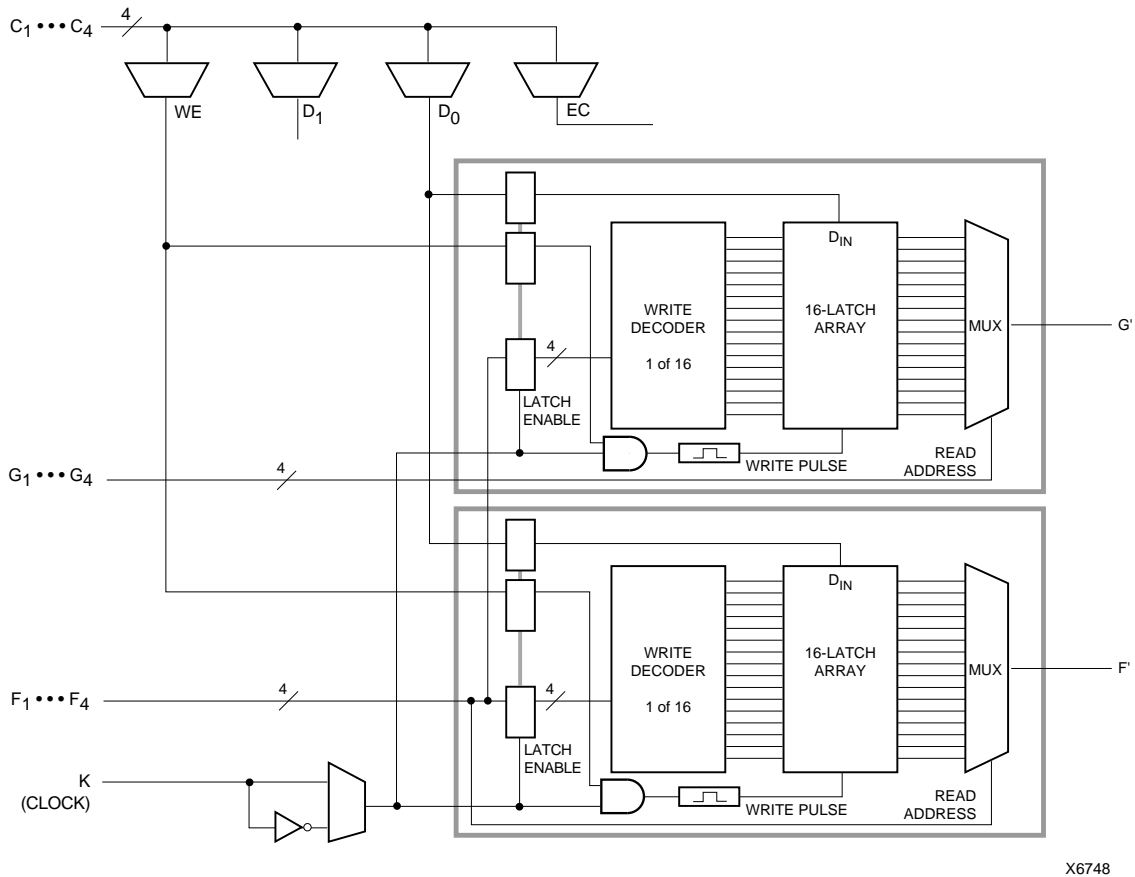 C1 ••• C4
4
WE
D1
D0
EC
WRITE
DECODER
1 of 16
DIN
16-LATCH
ARRAY
MUX
G'
4
LATCH
ENABLE
WRITE PULSE
READ
ADDRESS
G1 ••• G4
4
WRITE
DECODER
1 of 16
DIN
16-LATCH
ARRAY
MUX
F'
F1 ••• F4
4
4
LATCH
ENABLE
WRITE PULSE
READ
ADDRESS
K
(CLOCK)
X6748